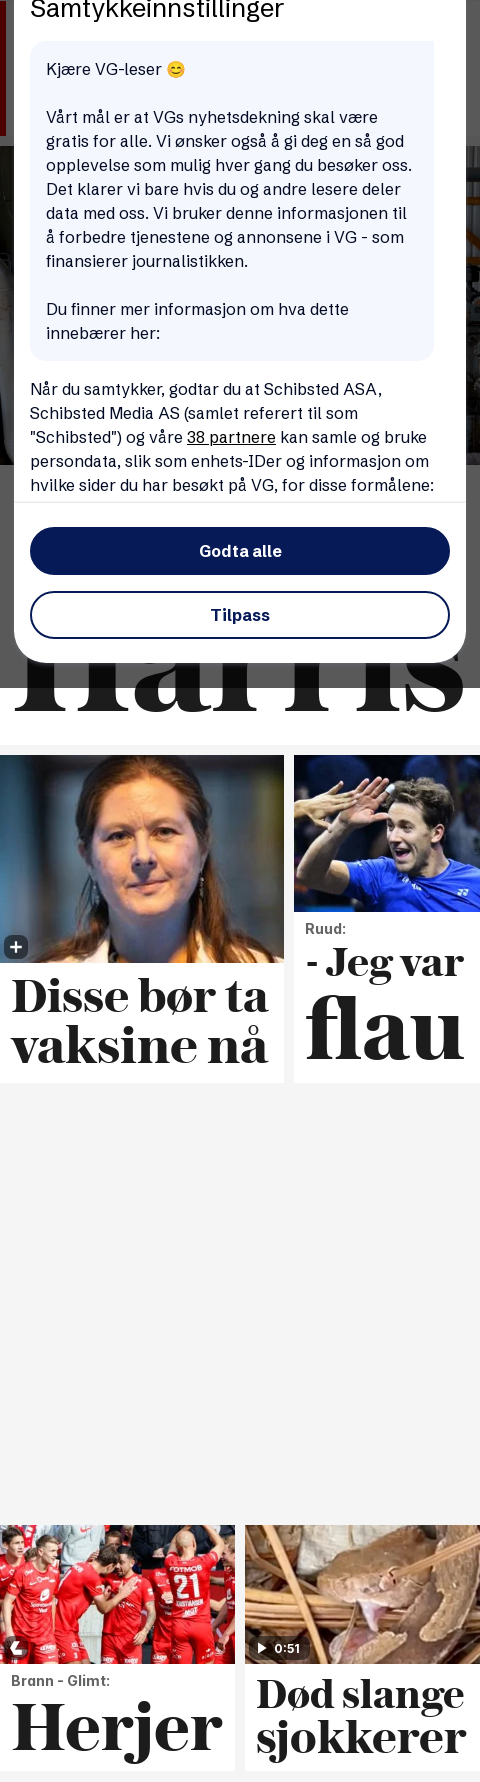 Samtykkeinnstillinger
Kjære VG-leser 😊
Vårt mål er at VGs nyhetsdekning skal være
gratis for alle. Vi ønsker også å gi deg en så god
opplevelse som mulig hver gang du besøker oss.
Det klarer vi bare hvis du og andre lesere deler
data med oss. Vi bruker denne informasjonen til
å forbedre tjenestene og annonsene i VG - som
finansierer journalistikken.
Du finner mer informasjon om hva dette
innebærer her:
Når du samtykker, godtar du at Schibsted ASA,
Schibsted Media AS (samlet referert til som
"Schibsted") og våre 38 partnere kan samle og bruke
persondata, slik som enhets-IDer og informasjon om
hvilke sider du har besøkt på VG, for disse formålene:
Godta alle
Tilpass
Harris
Disse bør ta
vaksine nå
Ruud:
- Jeg var
flau
FOTMOB
21
Brann - Glimt:
Herjer
0:51
Død slange
sjokkerer